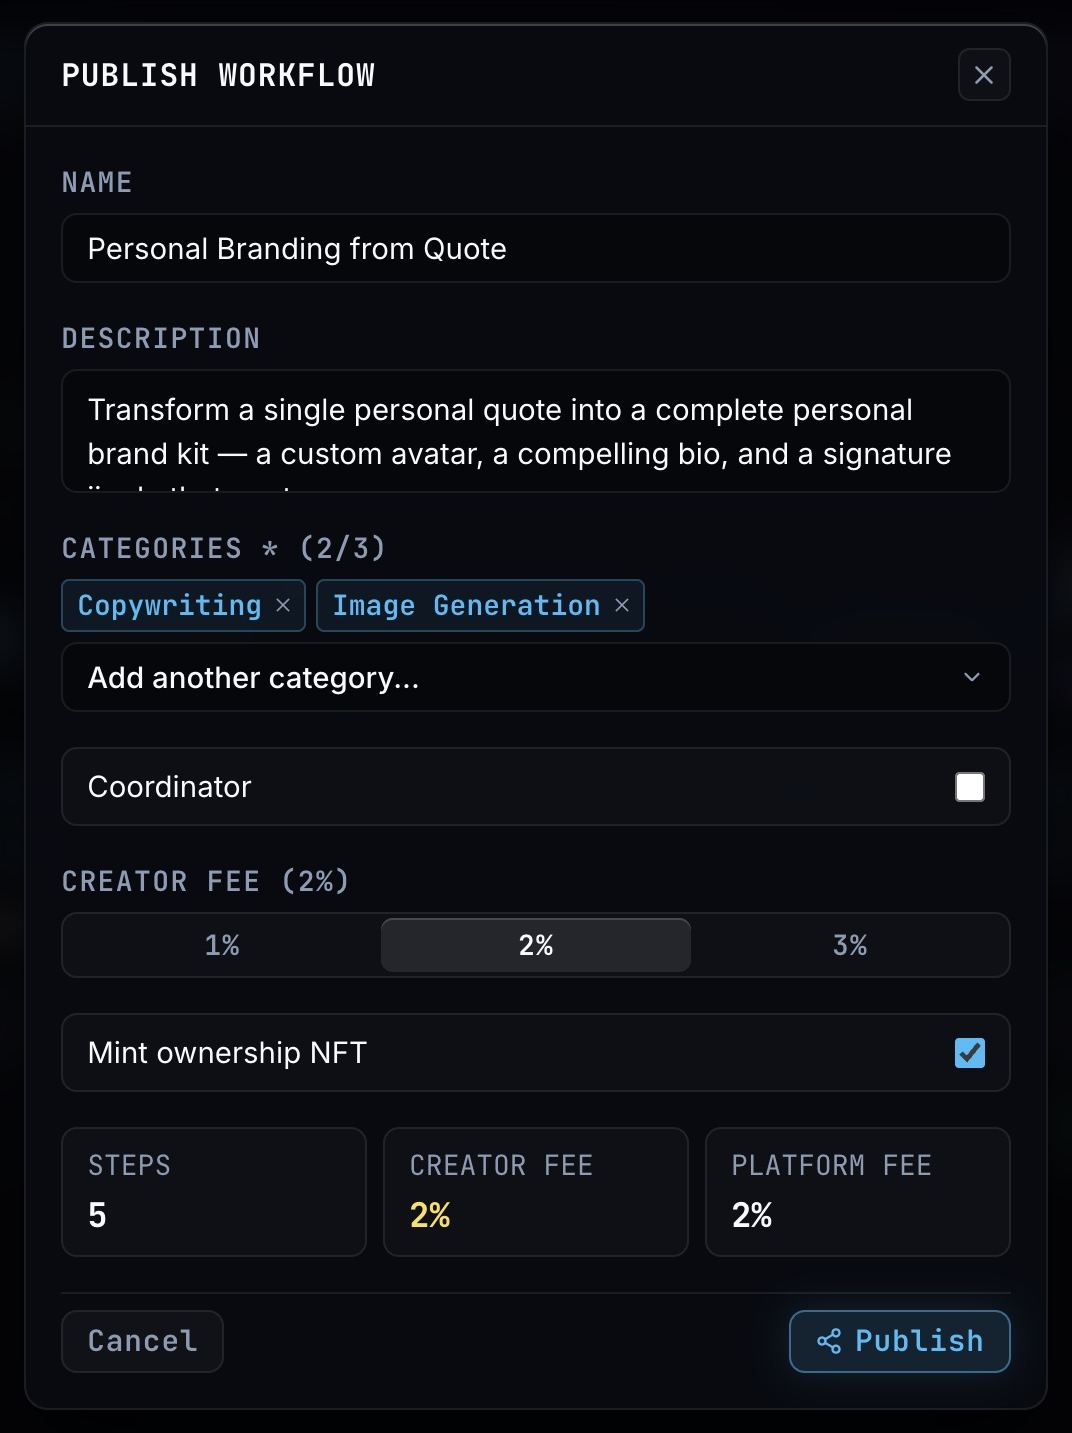 PUBLISH WORKFLOW
NAME
Personal Branding from Quote
DESCRIPTION
Transform a single personal quote into a complete personal
brand kit — a custom avatar, a compelling bio, and a signature
CATEGORIES * (2/3)
Copywriting ×
Image Generation ×
Add another category...
Coordinator
CREATOR FEE (2%)
1% 2% 3%
Mint ownership NFT
STEPS
5
CREATOR FEE
2%
PLATFORM FEE
2%
Cancel
Publish